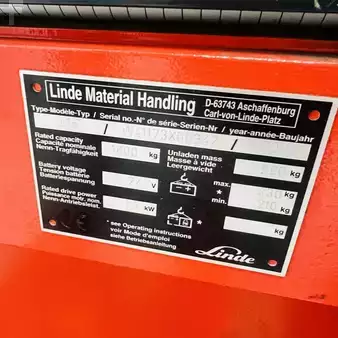 Linde Material Handling
D-63743 Aschaffenburg
Carl-von-Linde-Platz
Type-Modèle-Typ / Serial no.-N° de série-Serien-Nr / year-année-Baujahr
Rated capacity
Capacité nominale
Nenn-Tragfähigkeit
kg
Unladen mass
Masse à vide
Leergewicht
kg
Battery voltage
Tension batterie
Batteriespannung
V
max.
kg
*
min.
kg
Rated drive power
Puissance motr. nom.
Nenn-Antriebsleist.
kW
kg
* see Operating instructions
voir Mode d'emploi
siehe Betriebsanleitung
Linde